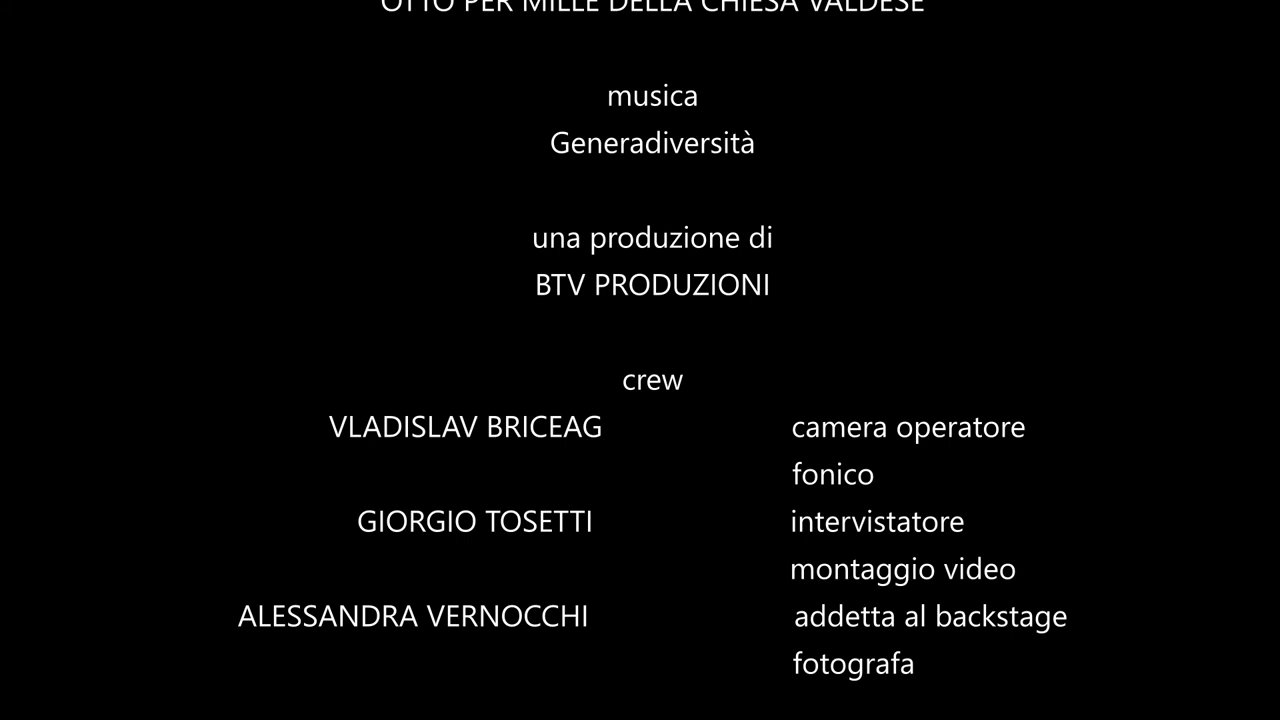 OTTO PER MILLE DELLA CHIESA VALDESE
musica
Generadiversità
una produzione di
BTV PRODUZIONI
crew
VLADISLAV BRICEAG camera operatore
fonico
GIORGIO TOSETTI intervistatore
montaggio video
ALESSANDRA VERNOCCHI addetta al backstage
fotografa